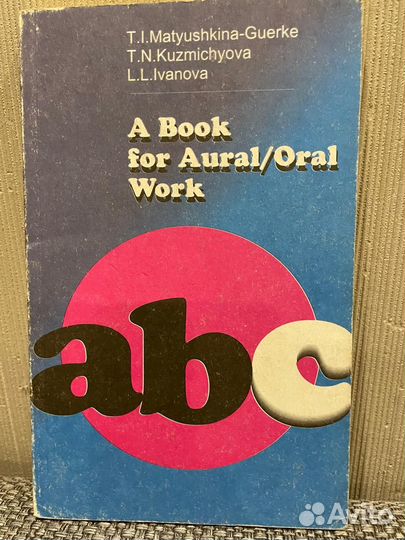 T.I.Matyushkina-Guerke
T.N.Kuzmichyova
L.L.Ivanova
A Book
for Aural/Oral
Work
abc
Avito